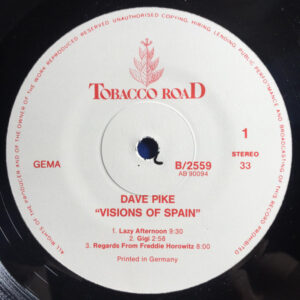 ALL RIGHTS OF THE PRODUCER AND OF THE OWNER OF THE WORK REPRODUCED RESERVED. UNAUTHORISED COPYING, HIRING, LENDING, PUBLIC PERFORMANCE AND BROADCASTING OF THIS RECORD PROHIBITED.
TOBACCO ROAD
1
GEMA
B/2559
AB 90094
STEREO
33
DAVE PIKE
"VISIONS OF SPAIN"
1. Lazy Afternoon 9:30
2. Gigi 2:58
3. Regards From Freddie Horowitz 8:00
Printed in Germany